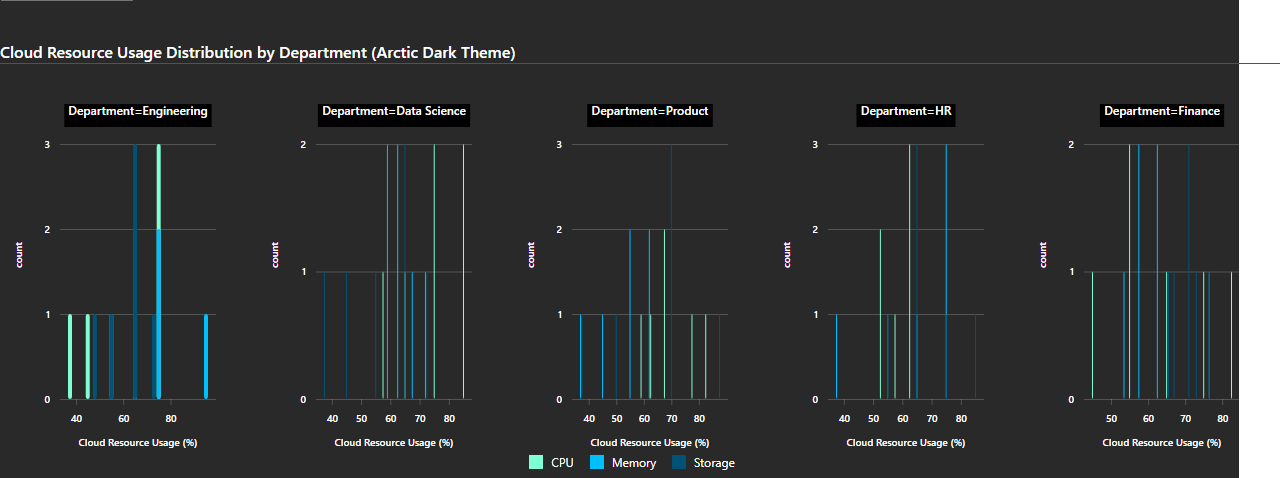 Cloud Resource Usage Distribution by Department (Arctic Dark Theme)
Department=Engineering
Department=Data Science
Department=Product
Department=HR
Department=Finance
3
2
1
0
count
40 60 80
Cloud Resource Usage (%)
2
1
0
count
40 50 60 70 80
Cloud Resource Usage (%)
3
2
1
0
count
40 50 60 70 80
Cloud Resource Usage (%)
3
2
1
0
count
40 50 60 70 80
Cloud Resource Usage (%)
2
1
0
count
50 60 70 80
Cloud Resource Usage (%)
CPU Memory Storage